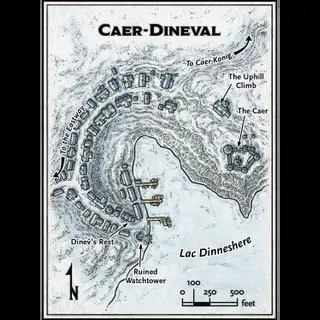 CAER-DINEVAL
To Caer-Konig
The Uphill
Climb
The Caer
To the Eastway
Dinev's Rest
Lac Dinneshere
Ruined
Watchtower
N
100
0 250 500
feet